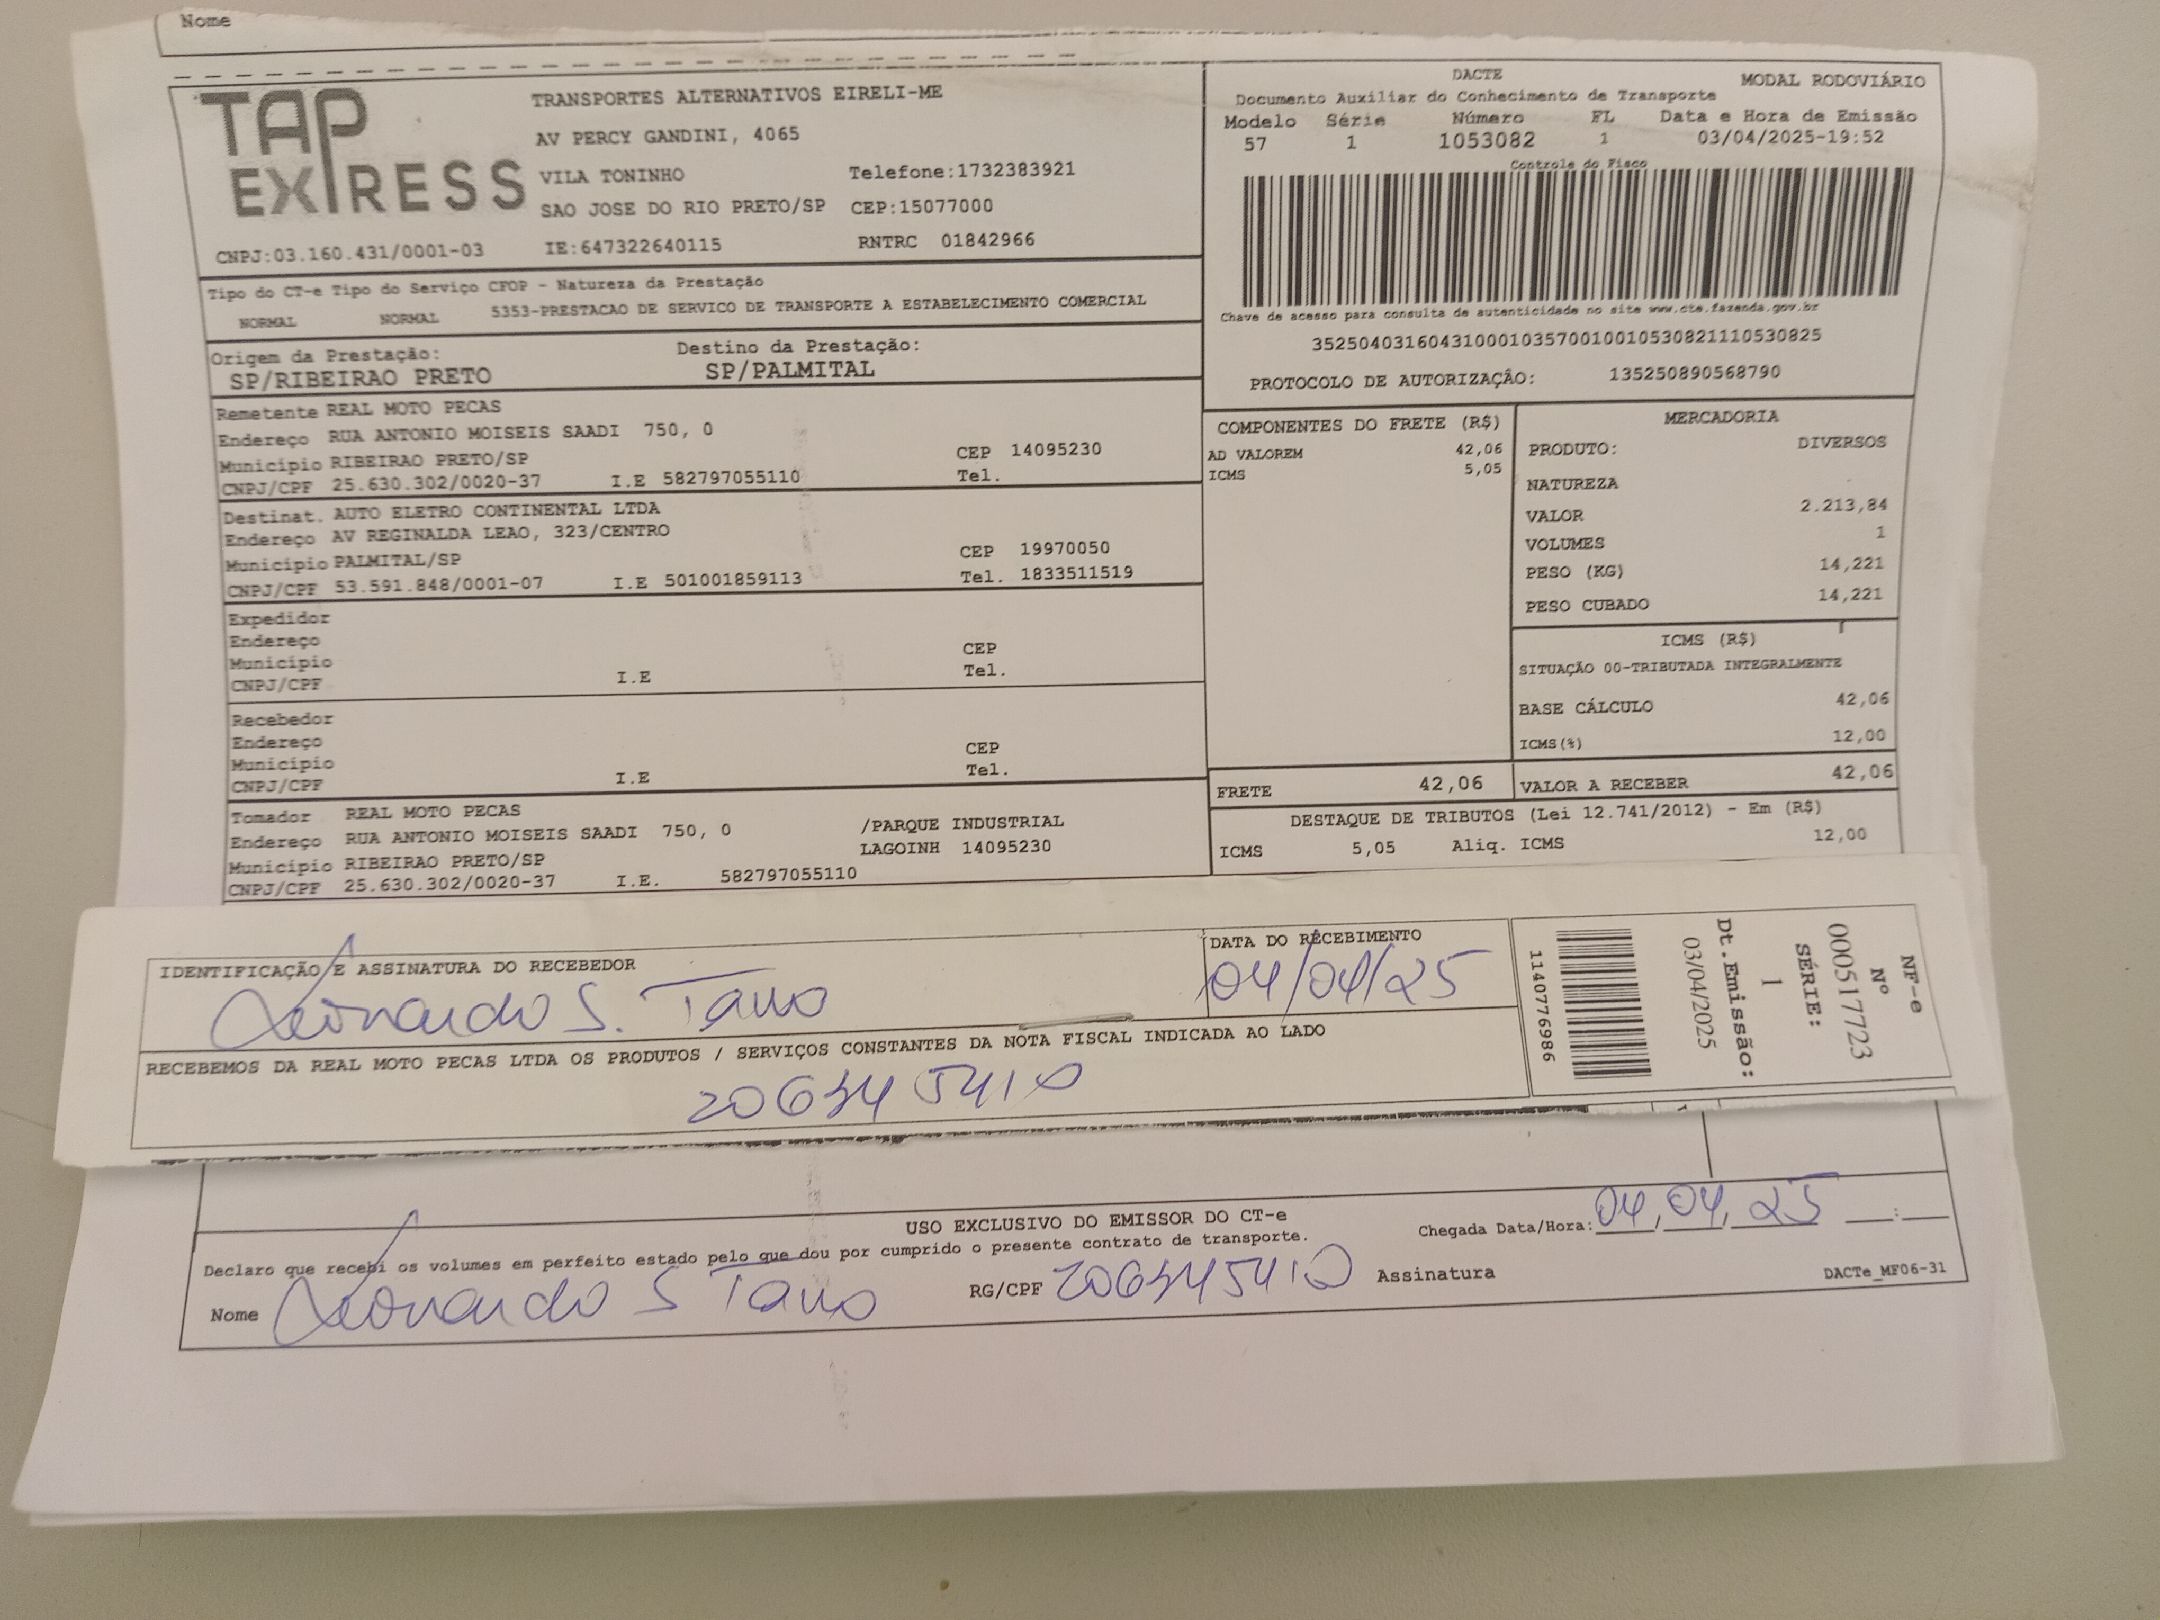 Nome
TAP EXPRESS
TRANSPORTES ALTERNATIVOS EIRELI-ME
AV PERCY GANDINI, 4065
VILA TONINHO Telefone:1732383921
SAO JOSE DO RIO PRETO/SP CEP:15077000
CNPJ:03.160.431/0001-03 IE:647322640115 RNTRC 01842966
DACTE MODAL RODOVIÁRIO
Documento Auxiliar do Conhecimento de Transporte
Modelo Série Número FL Data e Hora de Emissão
57 1 1053082 1 03/04/2025-19:52
Controle do Fisco
Chave de acesso para consulta de autenticidade no site www.cte.fazenda.gov.br
35250403160431000103570010010530821110530825
PROTOCOLO DE AUTORIZAÇÃO: 135250890568790
Tipo do CT-e Tipo do Serviço CFOP - Natureza da Prestação
NORMAL NORMAL 5353-PRESTACAO DE SERVICO DE TRANSPORTE A ESTABELECIMENTO COMERCIAL
Origem da Prestação: Destino da Prestação:
SP/RIBEIRAO PRETO SP/PALMITAL
Remetente REAL MOTO PECAS
Endereço RUA ANTONIO MOISEIS SAADI 750, 0
Município RIBEIRAO PRETO/SP CEP 14095230
CNPJ/CPF 25.630.302/0020-37 I.E 582797055110 Tel.
Destinat. AUTO ELETRO CONTINENTAL LTDA
Endereço AV REGINALDA LEAO, 323/CENTRO
Município PALMITAL/SP CEP 19970050
CNPJ/CPF 53.591.848/0001-07 I.E 501001859113 Tel. 1833511519
Expedidor
Endereço
Município CEP
CNPJ/CPF I.E Tel.
Recebedor
Endereço
Município CEP
CNPJ/CPF I.E Tel.
Tomador REAL MOTO PECAS
Endereço RUA ANTONIO MOISEIS SAADI 750, 0 /PARQUE INDUSTRIAL
Município RIBEIRAO PRETO/SP LAGOINH 14095230
CNPJ/CPF 25.630.302/0020-37 I.E. 582797055110
COMPONENTES DO FRETE (R$)
AD VALOREM 42,06
ICMS 5,05
MERCADORIA
PRODUTO: DIVERSOS
NATUREZA
VALOR 2.213,84
VOLUMES 1
PESO (KG) 14,221
PESO CUBADO 14,221
ICMS (R$)
SITUAÇÃO 00-TRIBUTADA INTEGRALMENTE
BASE CÁLCULO 42,06
ICMS(%) 12,00
FRETE 42,06 VALOR A RECEBER 42,06
DESTAQUE DE TRIBUTOS (Lei 12.741/2012) - Em (R$)
ICMS 5,05 Aliq. ICMS 12,00
IDENTIFICAÇÃO E ASSINATURA DO RECEBEDOR DATA DO RECEBIMENTO
Leonardo S. 04/04/25
RECEBEMOS DA REAL MOTO PECAS LTDA OS PRODUTOS / SERVIÇOS CONSTANTES DA NOTA FISCAL INDICADA AO LADO
NF-e
Nº
000517723
SÉRIE:
1
Dt.Emissão:
03/04/2025
1140776986
USO EXCLUSIVO DO EMISSOR DO CT-e
Chegada Data/Hora: 04/04/25 :
Declaro que recebi os volumes em perfeito estado pelo que dou por cumprido o presente contrato de transporte.
Nome Leonardo S RG/CPF Assinatura
DACTe_MF06-31